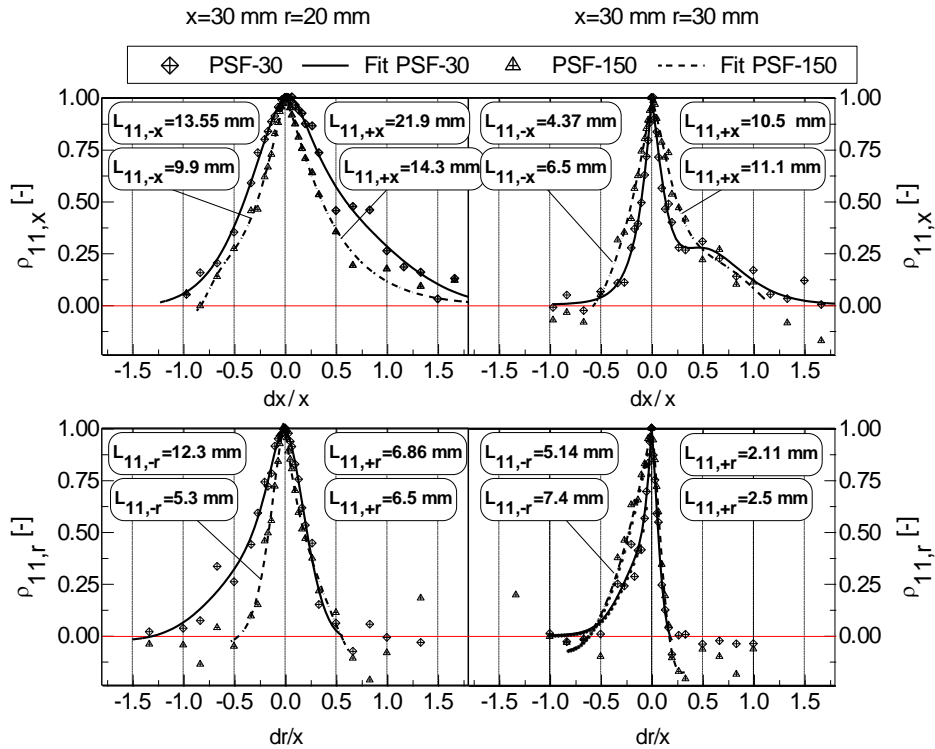 x=30 mm r=20 mm
x=30 mm r=30 mm
PSF-30 Fit PSF-30 PSF-150 Fit PSF-150
1.00
0.75
0.50
0.25
0.00
ρ11,x [-]
L11,-x=13.55 mm
L11,-x=9.9 mm
L11,+x=21.9 mm
L11,+x=14.3 mm
-1.5 -1.0 -0.5 0.0 0.5 1.0 1.5
dx/x
L11,-x=4.37 mm
L11,-x=6.5 mm
L11,+x=10.5 mm
L11,+x=11.1 mm
1.00
0.75
0.50
0.25
0.00
ρ11,x [-]
-1.5 -1.0 -0.5 0.0 0.5 1.0 1.5
dx/x
1.00
0.75
0.50
0.25
0.00
ρ11,r [-]
L11,-r=12.3 mm
L11,-r=5.3 mm
L11,+r=6.86 mm
L11,+r=6.5 mm
-1.5 -1.0 -0.5 0.0 0.5 1.0 1.5
dr/x
L11,-r=5.14 mm
L11,-r=7.4 mm
L11,+r=2.11 mm
L11,+r=2.5 mm
1.00
0.75
0.50
0.25
0.00
ρ11,r [-]
-1.5 -1.0 -0.5 0.0 0.5 1.0 1.5
dr/x